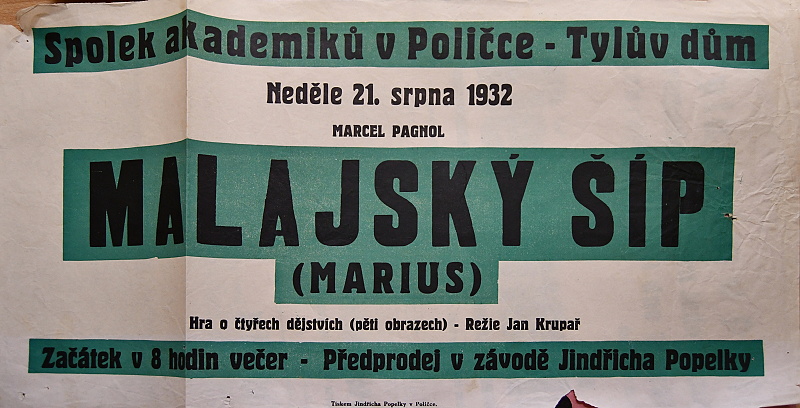 Spolek akademiků v Poličce - Tylův dům
Neděle 21. srpna 1932
MARCEL PAGNOL
MALAJSKÝ ŠÍP
(MARIUS)
Hra o čtyřech dějstvích (pěti obrazech) - Režie Jan Krupař
Začátek v 8 hodin večer - Předprodej v závodě Jindřicha Popelky
Tiskem Jindřicha Popelky v Poličce.